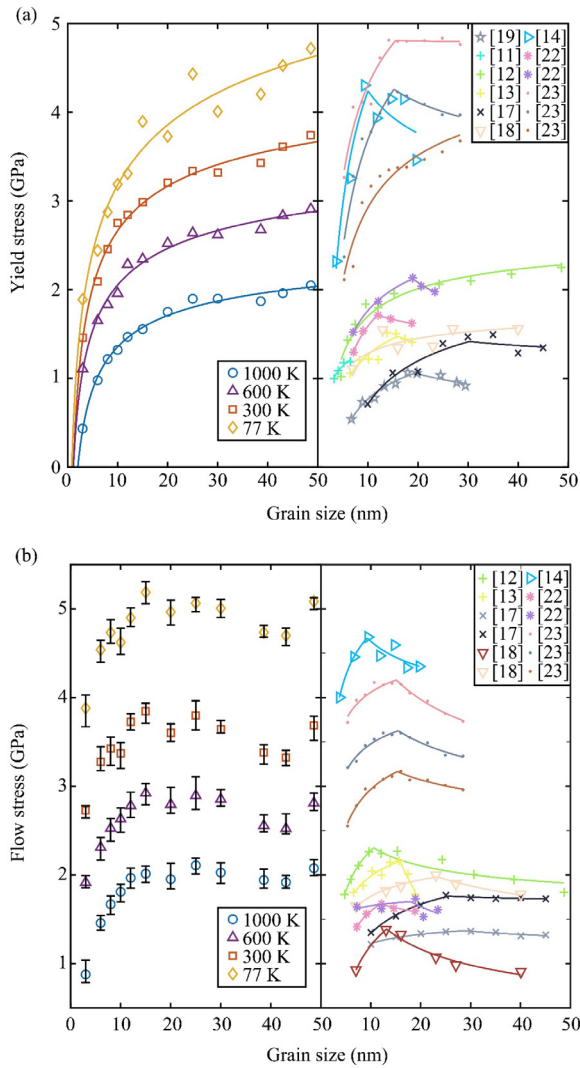 (a)
5
4
3
2
1
0
Yield stress (GPa)
0 10 20 30 40 50 10 20 30 40 50
Grain size (nm)
1000 K
600 K
300 K
77 K
[19] [14]
[11] [22]
[12] [22]
[13] [23]
[17] [23]
[18] [23]
(b)
5
4
3
2
1
Flow stress (GPa)
0 10 20 30 40 50 10 20 30 40 50
Grain size (nm)
1000 K
600 K
300 K
77 K
[12] [14]
[13] [22]
[17] [22]
[17] [23]
[18] [23]
[18] [23]